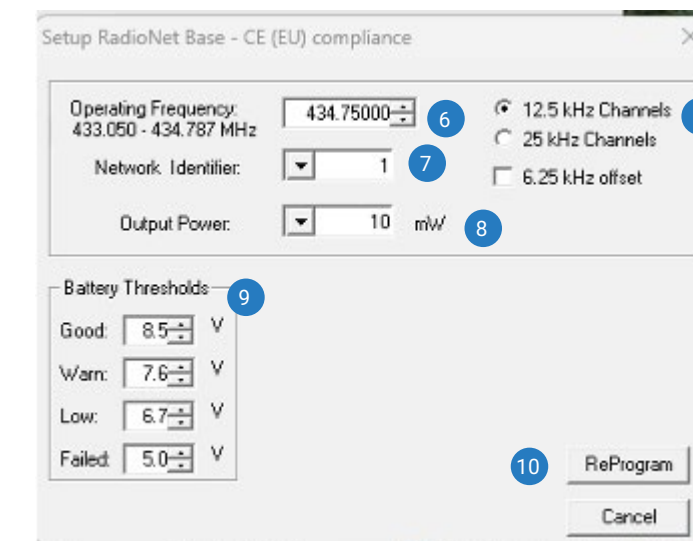 Setup RadioNet Base - CE (EU) compliance
Operating Frequency:
433.050 - 434.787 MHz
434.75000
6
12.5 kHz Channels
25 kHz Channels
Network Identifier:
1
7
6.25 kHz offset
Output Power:
10 mW
8
Battery Thresholds
9
Good: 8.5 V
Warn: 7.6 V
Low: 6.7 V
Failed: 5.0 V
10
ReProgram
Cancel